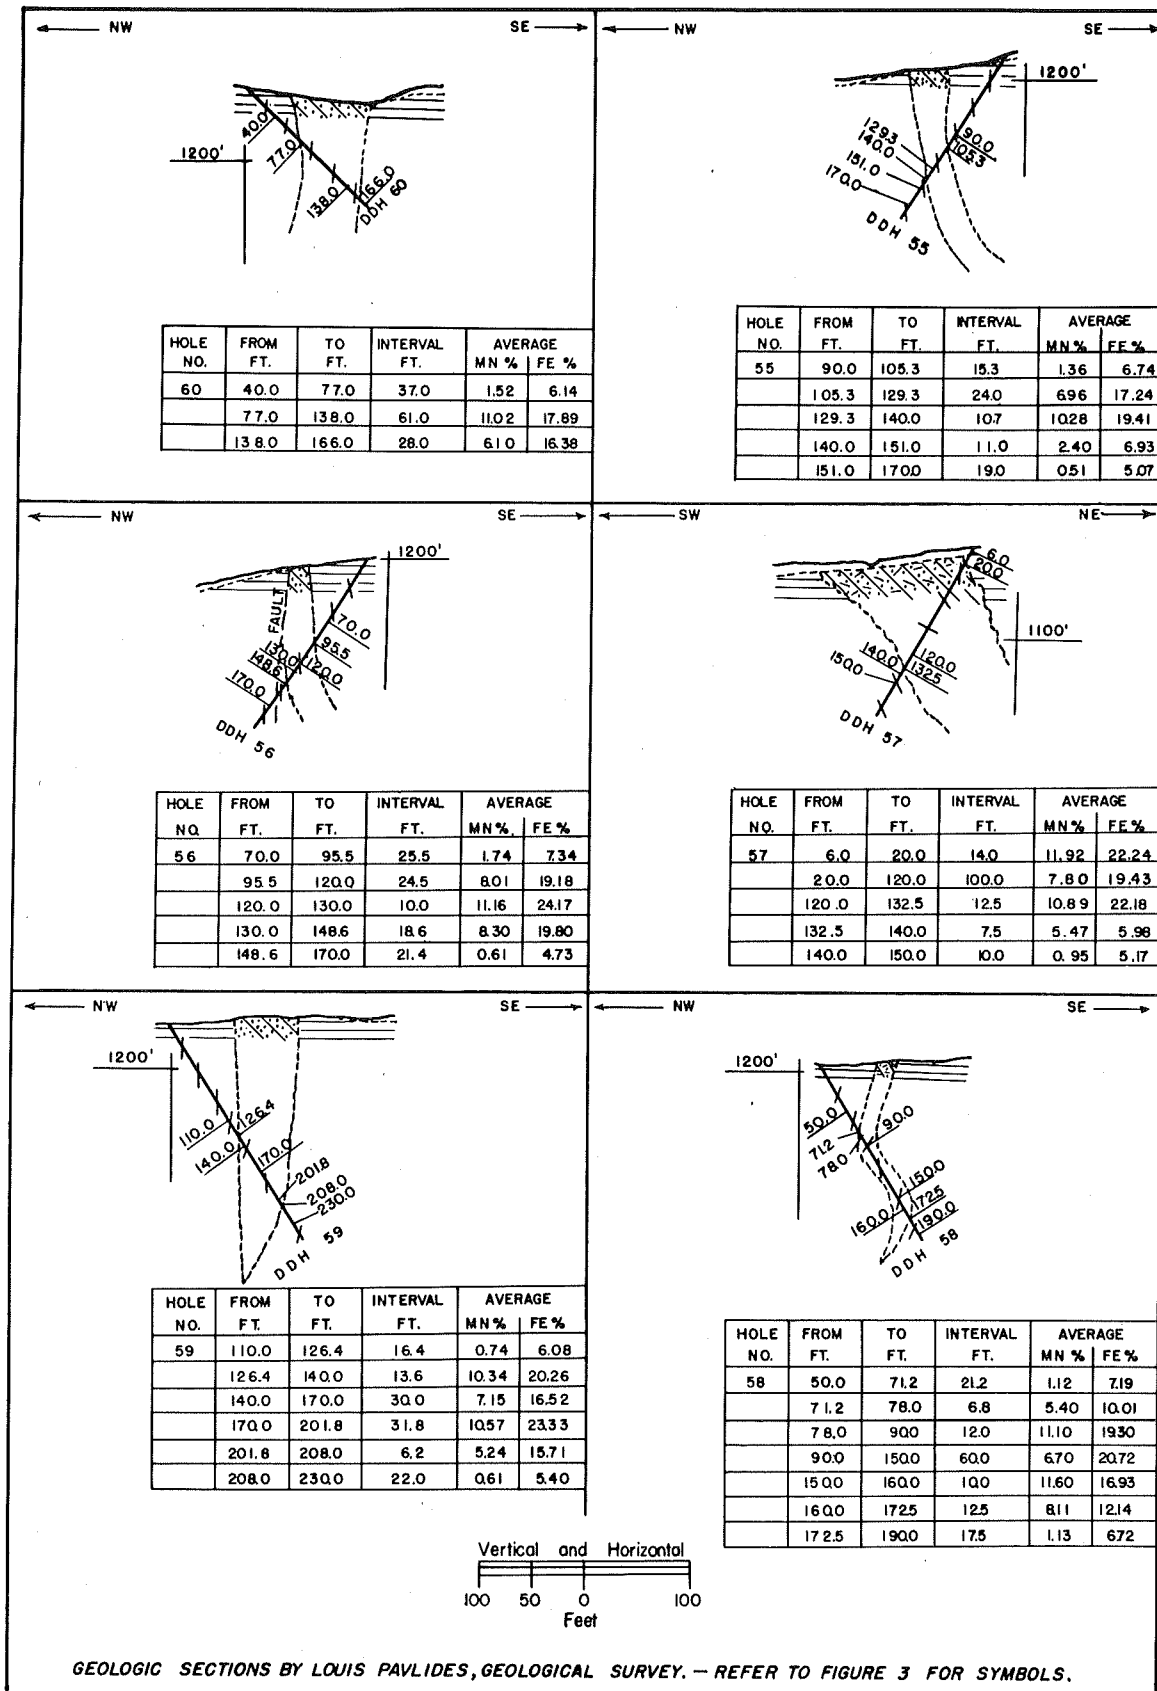 NW SE
1200'
40.0
77.0
138.0
166.0
DDH 60
HOLE FROM TO INTERVAL AVERAGE
NO. FT. FT. FT. MN % FE %
60 40.0 77.0 37.0 1.52 6.14
77.0 138.0 61.0 11.02 17.89
138.0 166.0 28.0 6.10 16.38
NW SE
1200'
129.3
140.0
151.0
170.0
90.0
105.3
DDH 55
HOLE FROM TO INTERVAL AVERAGE
NO. FT. FT. FT. MN% FE%
55 90.0 105.3 15.3 1.36 6.74
105.3 129.3 24.0 6.96 17.24
129.3 140.0 10.7 10.28 19.41
140.0 151.0 11.0 2.40 6.93
151.0 170.0 19.0 0.51 5.07
NW SE
1200'
FAULT
70.0
95.5
130.0
120.0
148.6
170.0
DDH 56
HOLE FROM TO INTERVAL AVERAGE
NO. FT. FT. FT. MN%. FE%
56 70.0 95.5 25.5 1.74 7.34
95.5 120.0 24.5 8.01 19.18
120.0 130.0 10.0 11.16 24.17
130.0 148.6 18.6 8.30 19.80
148.6 170.0 21.4 0.61 4.73
SW NE
6.0
20.0
1100'
140.0
150.0
120.0
132.5
DDH 57
HOLE FROM TO INTERVAL AVERAGE
NO. FT. FT. FT. MN% FE%
57 6.0 20.0 14.0 11.92 22.24
20.0 120.0 100.0 7.80 19.43
120.0 132.5 12.5 10.89 22.18
132.5 140.0 7.5 5.47 5.98
140.0 150.0 10.0 0.95 5.17
NW SE
1200'
110.0
126.4
140.0
170.0
201.8
208.0
230.0
DDH 59
HOLE FROM TO INTERVAL AVERAGE
NO. FT. FT. FT. MN% FE%
59 110.0 126.4 16.4 0.74 6.08
126.4 140.0 13.6 10.34 20.26
140.0 170.0 30.0 7.15 16.52
170.0 201.8 31.8 10.57 23.33
201.8 208.0 6.2 5.24 15.71
208.0 230.0 22.0 0.61 5.40
NW SE
1200'
50.0
71.2
78.0
90.0
150.0
160.0
172.5
190.0
DDH 58
HOLE FROM TO INTERVAL AVERAGE
NO. FT. FT. FT. MN % FE%
58 50.0 71.2 21.2 1.12 7.19
71.2 78.0 6.8 5.40 10.01
78.0 90.0 12.0 11.10 19.30
90.0 150.0 60.0 6.70 20.72
150.0 160.0 10.0 11.60 16.93
160.0 172.5 12.5 8.11 12.14
172.5 190.0 17.5 1.13 6.72
Vertical and Horizontal
100 50 0 100
Feet
GEOLOGIC SECTIONS BY LOUIS PAVLIDES, GEOLOGICAL SURVEY. — REFER TO FIGURE 3 FOR SYMBOLS.